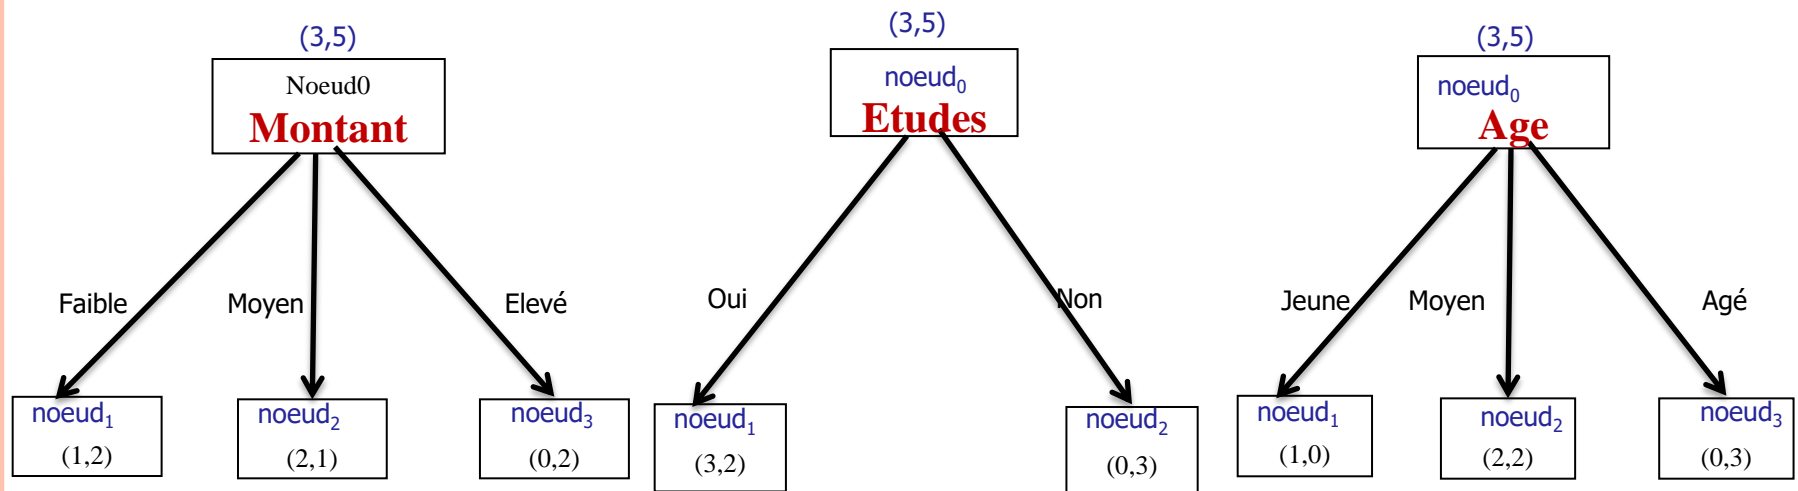 (3,5)
Noeud0
Montant
Faible
Moyen
Elevé
noeud1
(1,2)
noeud2
(2,1)
noeud3
(0,2)
(3,5)
noeud0
Etudes
Oui
Non
noeud1
(3,2)
noeud2
(0,3)
(3,5)
noeud0
Age
Jeune
Moyen
Agé
noeud1
(1,0)
noeud2
(2,2)
noeud3
(0,3)